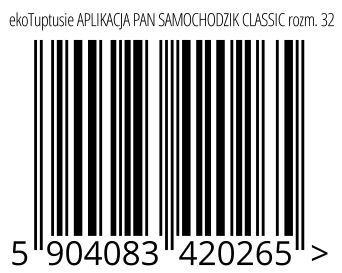 ekoTuptusie APLIKACJA PAN SAMOCHODZIK CLASSIC rozm. 32
5 904083 420265 >